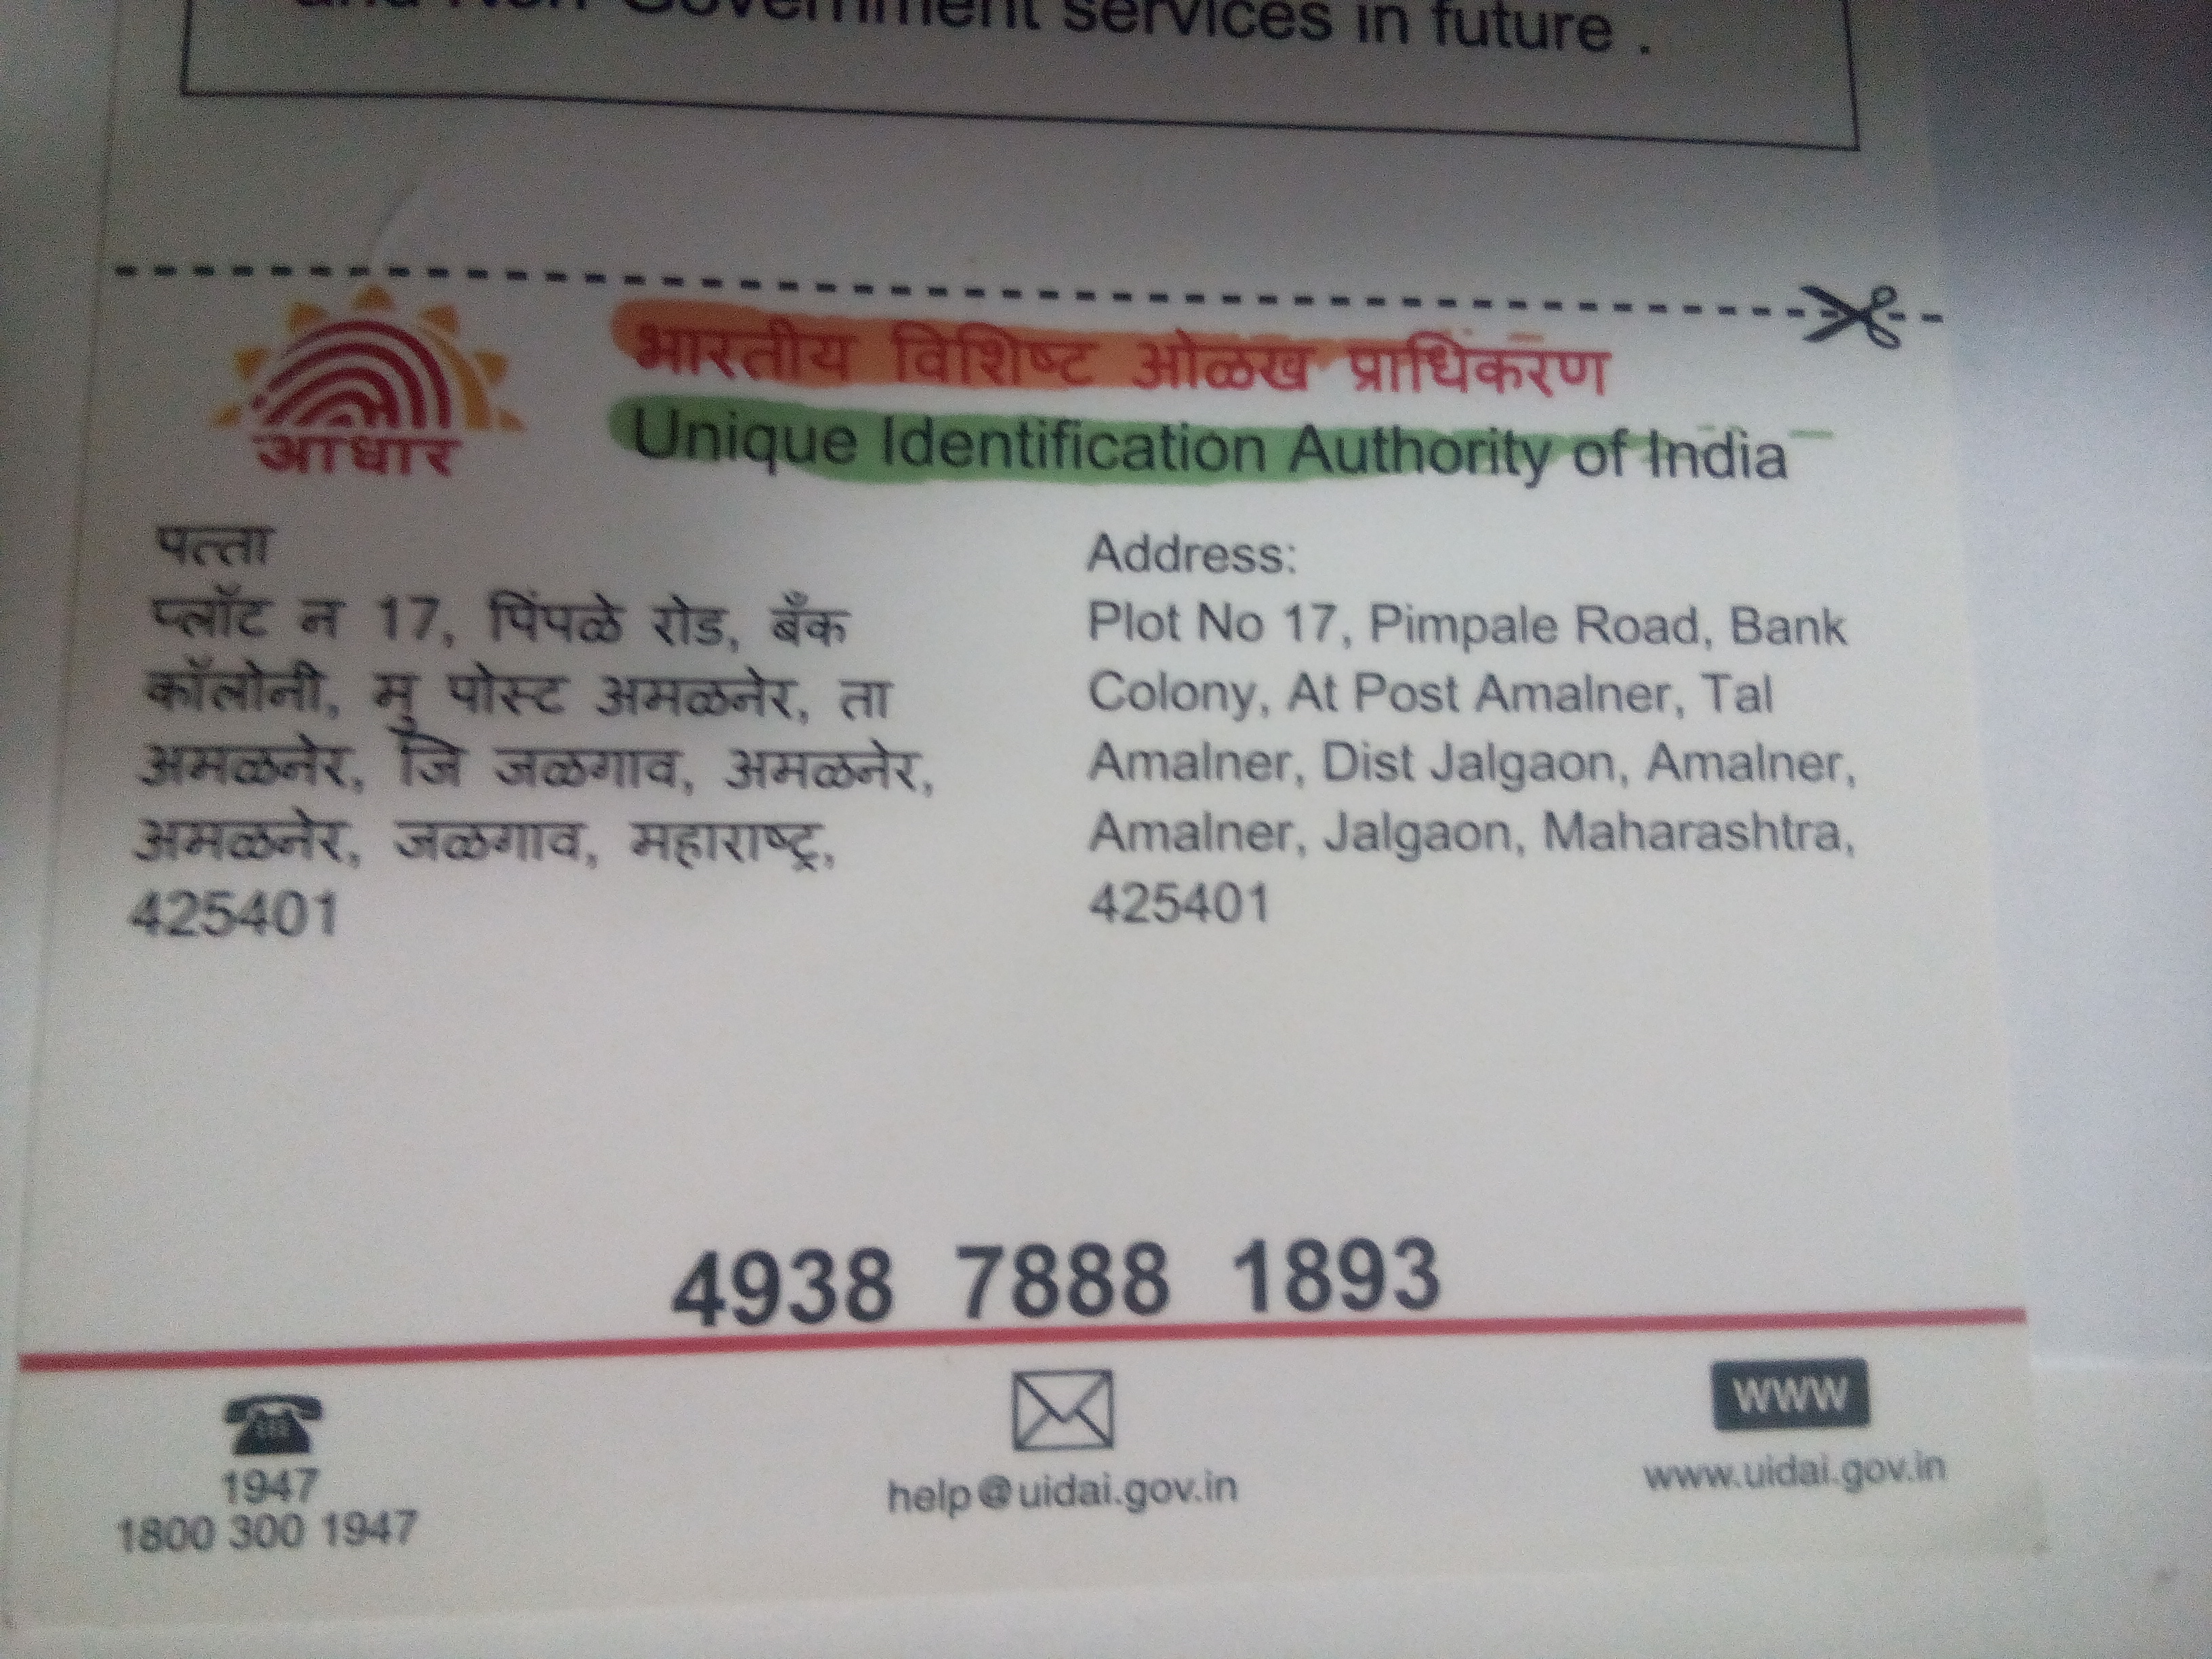 and Non-Government services in future .
आधार
भारतीय विशिष्ट ओळख प्राधिकरण
Unique Identification Authority of India
पत्ता
प्लॉट न 17, पिंपळे रोड, बँक
कॉलोनी, मु पोस्ट अमळनेर, ता
अमळनेर, जि जळगाव, अमळनेर,
अमळनेर, जळगाव, महाराष्ट्र,
425401
Address:
Plot No 17, Pimpale Road, Bank
Colony, At Post Amalner, Tal
Amalner, Dist Jalgaon, Amalner,
Amalner, Jalgaon, Maharashtra,
425401
4938 7888 1893
1947
1800 300 1947
help@uidai.gov.in
www
www.uidai.gov.in